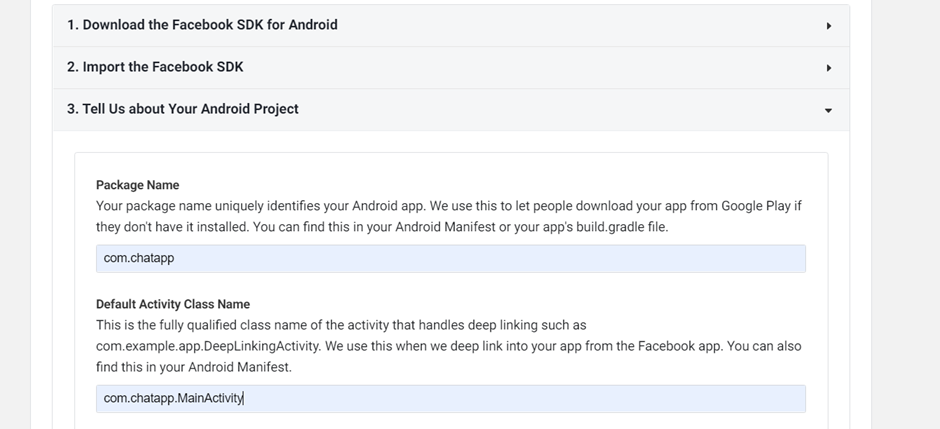 1. Download the Facebook SDK for Android
2. Import the Facebook SDK
3. Tell Us about Your Android Project
Package Name
Your package name uniquely identifies your Android app. We use this to let people download your app from Google Play if
they don't have it installed. You can find this in your Android Manifest or your app's build.gradle file.
com.chatapp
Default Activity Class Name
This is the fully qualified class name of the activity that handles deep linking such as
com.example.app.DeepLinkingActivity. We use this when we deep link into your app from the Facebook app. You can also
find this in your Android Manifest.
com.chatapp.MainActivity